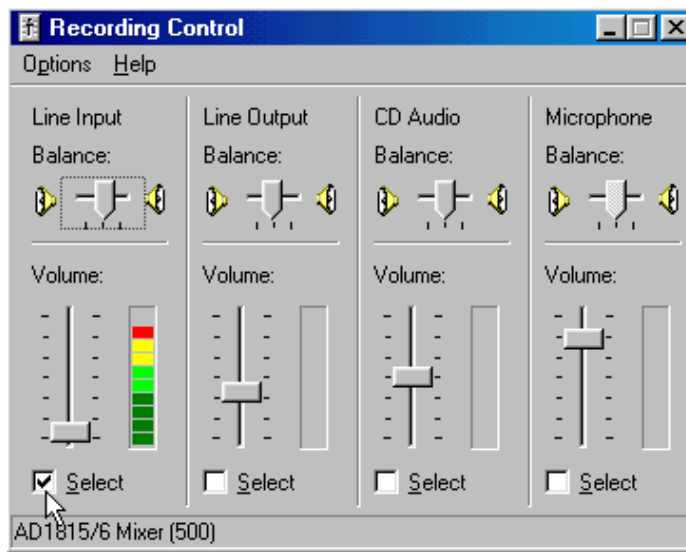 Recording Control
Options Help
Line Input Line Output CD Audio Microphone
Balance: Balance: Balance: Balance:
Volume: Volume: Volume: Volume:
Select Select Select Select
AD1815/6 Mixer (500)